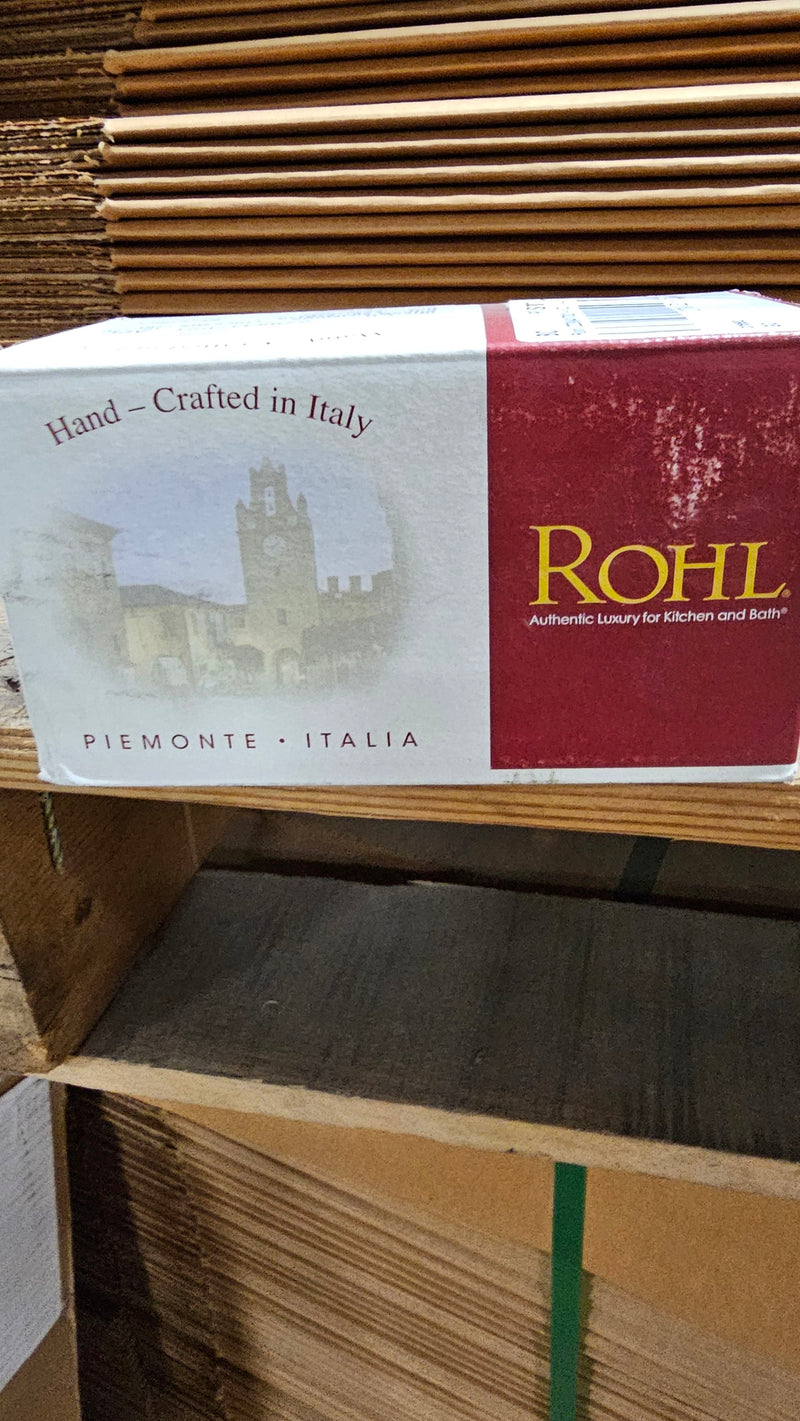 Hand – Crafted in Italy
PIEMONTE • ITALIA
ROHL®
Authentic Luxury for Kitchen and Bath®